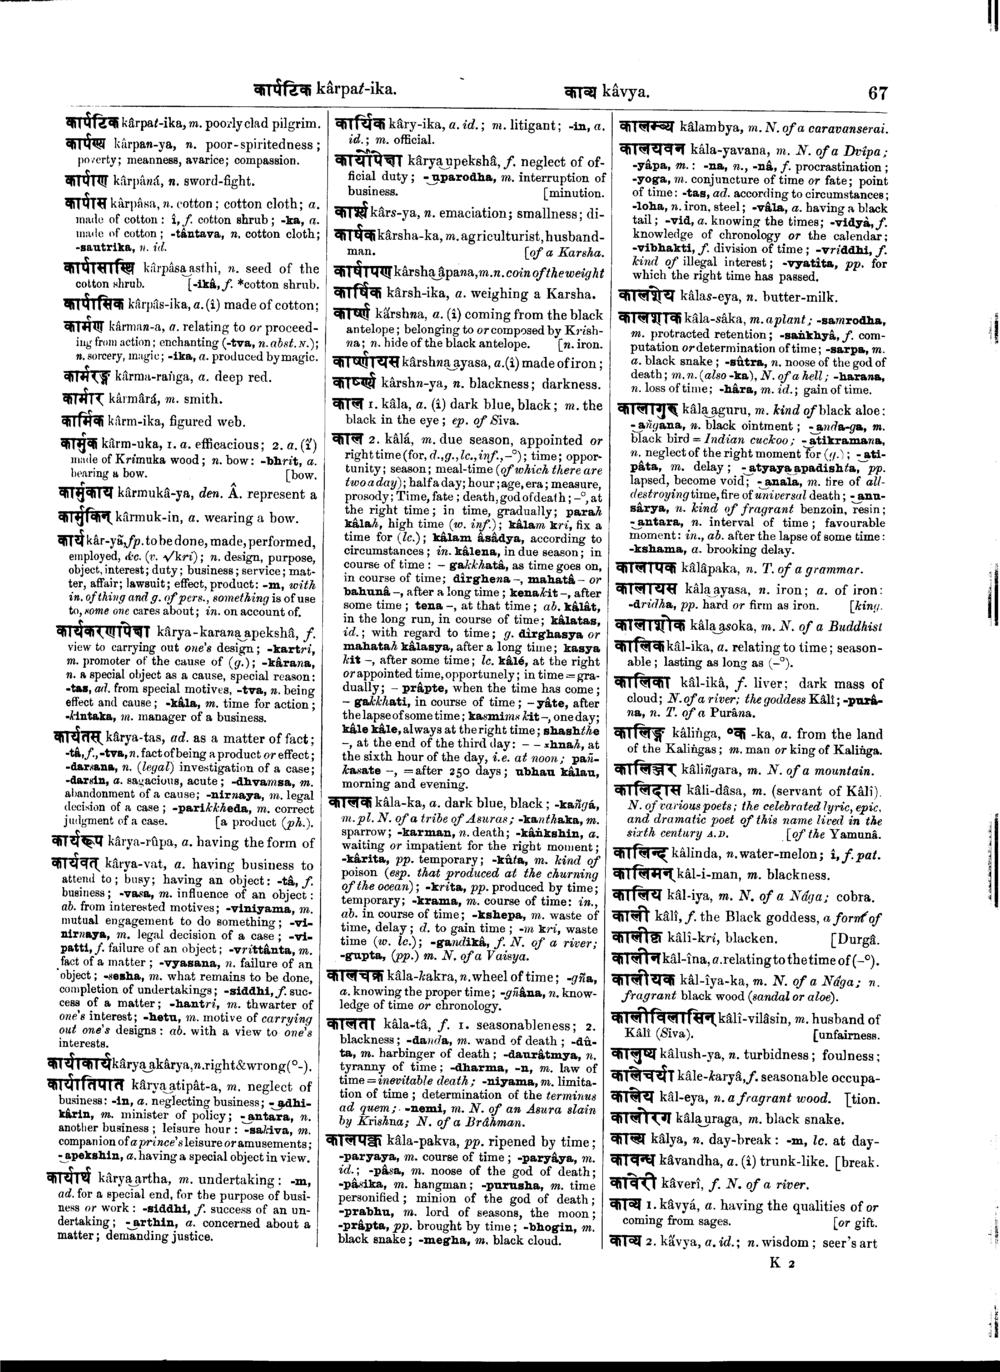 कार्पटिक kârpat-ika.
काव्य kâvya.
67
कार्पटिक kârpat-ika, m. poorly clad pilgrim.
कार्पण्य kârpan-ya, n. poor-spiritedness;
poverty; meanness, avarice; compassion.
कार्पाण kârpâná, n. sword-fight.
कार्पास kârpâsa, n. cotton; cotton cloth; a.
made of cotton: î, f. cotton shrub; -ka, a.
made of cotton; -tântava, n. cotton cloth;
-sautrika, n. id.
कार्पासास्थि kârpâsa‿asthi, n. seed of the
cotton shrub. [-ikâ, f. *cotton shrub.
कार्पासिक kârpâs-ika, a. (î) made of cotton;
कार्मण kârman-a, a. relating to or proceed-
ing from action; enchanting (-tva, n. abst. N.);
n. sorcery, magic; -ika, a. produced by magic.
कार्मरङ्ग kârma-raṅga, a. deep red.
कार्मार kârmârá, m. smith.
कार्मिक kârm-ika, figured web.
कार्मुक kârm-uka, 1. a. efficacious; 2. a. (î)
made of Krimuka wood; n. bow: -bhrit, a.
bearing a bow. [bow.
कार्मुकाय kârmukâ-ya, den. Â. represent a
कार्मुकिन् kârmuk-in, a. wearing a bow.
कार्य kâr-yã, fp. to be done, made, performed,
employed, &c. (v. √kri); n. design, purpose,
object, interest; duty; business; service; mat-
ter, affair; lawsuit; effect, product: -m, with
in. of thing and g. of pers., something is of use
to, some one cares about; in. on account of.
कार्यकरणापेक्षा kârya-karana‿apekshâ, f.
view to carrying out one's design; -kartri,
m. promoter of the cause of (g.); -kârana,
n. a special object as a cause, special reason:
-tas, ad. from special motives, -tva, n. being
effect and cause; -kâla, m. time for action;
-kintaka, m. manager of a business.
कार्यतस् kârya-tas, ad. as a matter of fact;
-tâ, f., -tva, n. fact of being a product or effect;
-darsana, n. (legal) investigation of a case;
-darsin, a. sagacious, acute; -dhvamsa, m.
abandonment of a cause; -nirnaya, m. legal
decision of a case; -parikkheda, m. correct
judgment of a case. [a product (ph.).
कार्यरूप kârya-rûpa, a. having the form of
कार्यवत् kârya-vat, a. having business to
attend to; busy; having an object: -tâ, f.
business; -vasa, m. influence of an object:
ab. from interested motives; -viniyama, m.
mutual engagement to do something; -vi-
nirnaya, m. legal decision of a case; -vi-
patti, f. failure of an object; -vrittânta, m.
fact of a matter; -vyasana, n. failure of an
object; -sesha, m. what remains to be done,
completion of undertakings; -siddhi, f. suc-
cess of a matter; -hantri, m. thwarter of
one's interest; -hetu, m. motive of carrying
out one's designs: ab. with a view to one's
interests.
कार्याकार्य kârya‿akârya, n. right & wrong (°-).
कार्यातिपात kârya‿atipât-a, m. neglect of
business: -in, a. neglecting business; -‿adhi-
kârin, m. minister of policy; -‿antara, n.
another business; leisure hour: -sakiva, m.
companion of a prince's leisure or amusements;
-‿apekshin, a. having a special object in view.
कार्यार्थ kârya‿artha, m. undertaking: -m,
ad. for a special end, for the purpose of busi-
ness or work: -siddhi, f. success of an un-
dertaking; -‿arthin, a. concerned about a
matter; demanding justice.
कार्यिक kâry-ika, a. id.; m. litigant; -in, a.
id.; m. official.
कार्योपेक्षा kârya‿upekshâ, f. neglect of of-
ficial duty; -‿uparodha, m. interruption of
business. [minution.
कार्श्य kârs-ya, n. emaciation; smallness; di-
कार्षक kârsha-ka, m. agriculturist, husband-
man. [of a Karsha.
कार्षापण kârsha‿âpana, m. n. coin of the weight
कार्षिक kârsh-ika, a. weighing a Karsha.
कार्ष्ण kârshna, a. (î) coming from the black
antelope; belonging to or composed by Krish-
na; n. hide of the black antelope. [n. iron.
कार्ष्णायस kârshna‿ayasa, a. (î) made of iron;
कार्ष्ण्य kârshn-ya, n. blackness; darkness.
काल 1. kâla, a. (î) dark blue, black; m. the
black in the eye; ep. of Siva.
काल 2. kâlá, m. due season, appointed or
right time (for, d., g., lc., inf., -°); time; oppor-
tunity; season; meal-time (of which there are
two a day); half a day; hour; age, era; measure,
prosody; Time, fate; death, god of death; -°, at
the right time; in time, gradually; parah
kâlah, high time (w. inf.); kâlam kri, fix a
time for (lc.); kâlam âsâdya, according to
circumstances; in. kâlena, in due season; in
course of time: - gakkhatâ, as time goes on,
in course of time; dirghena -, mahatâ - or
bahunâ -, after a long time; kenakit -, after
some time; tena -, at that time; ab. kâlât,
in the long run, in course of time; kâlatas,
id.; with regard to time; g. dirghasya or
mahatah kâlasya, after a long time; kasya
kit -, after some time; lc. kâlé, at the right
or appointed time, opportunely; in time = gra-
dually; - prâpte, when the time has come;
- gakkhati, in course of time; - yâte, after
the lapse of some time; kasmims kit -, one day;
kâle kâle, always at the right time; shashthe
-, at the end of the third day: - - ahnah, at
the sixth hour of the day, i.e. at noon; pañ-
kasate -, = after 250 days; ubhau kâlau,
morning and evening.
कालक kâla-ka, a. dark blue, black; -kañgá,
m. pl. N. of a tribe of Asuras; -kanthaka, m.
sparrow; -karman, n. death; -kâṅkshin, a.
waiting or impatient for the right moment;
-kârita, pp. temporary; -kûta, m. kind of
poison (esp. that produced at the churning
of the ocean); -krita, pp. produced by time;
temporary; -krama, m. course of time: in.,
ab. in course of time; -kshepa, m. waste of
time, delay; d. to gain time; -m kri, waste
time (w. lc.); -gandikâ, f. N. of a river;
-gupta, (pp.) m. N. of a Vaisya.
कालचक्र kâla-kakra, n. wheel of time; -gña,
a. knowing the proper time; -gñâna, n. know-
ledge of time or chronology.
कालता kâla-tâ, f. 1. seasonableness; 2.
blackness; -danda, m. wand of death; -dû-
ta, m. harbinger of death; -daurâtmya, n.
tyranny of time; -dharma, -n, m. law of
time = inevitable death; -niyama, m. limita-
tion of time; determination of the terminus
ad quem; -nemi, m. N. of an Asura slain
by Krishna; N. of a Brâhman.
कालपक्व kâla-pakva, pp. ripened by time;
-paryaya, m. course of time; -paryâya, m.
id.; -pâsa, m. noose of the god of death;
-pâsika, m. hangman; -purusha, m. time
personified; minion of the god of death;
-prabhu, m. lord of seasons, the moon;
-prâpta, pp. brought by time; -bhogin, m.
black snake; -megha, m. black cloud.
कालम्ब्य kâlambya, m. N. of a caravanserai.
कालयवन kâla-yavana, m. N. of a Dvîpa;
-yâpa, m.: -na, n., -nâ, f. procrastination;
-yoga, m. conjuncture of time or fate; point
of time: -tas, ad. according to circumstances;
-loha, n. iron, steel; -vâla, a. having a black
tail; -vid, a. knowing the times; -vidyâ, f.
knowledge of chronology or the calendar;
-vibhakti, f. division of time; -vriddhi, f.
kind of illegal interest; -vyatita, pp. for
which the right time has passed.
कालशेय kâlas-eya, n. butter-milk.
कालशाक kâla-sâka, m. a plant; -samrodha,
m. protracted retention; -saṅkhyâ, f. com-
putation or determination of time; -sarpa, m.
a. black snake; -sûtra, n. noose of the god of
death; m. n. (also -ka), N. of a hell; -harana,
n. loss of time; -hâra, m. id.; gain of time.
कालागुरु kâla‿aguru, m. kind of black aloe:
-‿añgana, n. black ointment; -‿anda-ga, m.
black bird = Indian cuckoo; -‿atikramana,
n. neglect of the right moment for (g.); -‿ati-
pâta, m. delay; -‿atyaya‿apadishta, pp.
lapsed, become void; -‿anala, m. fire of all-
destroying time, fire of universal death; -‿anu-
sârya, n. kind of fragrant benzoin, resin;
-‿antara, n. interval of time; favourable
moment: in., ab. after the lapse of some time:
-kshama, a. brooking delay.
कालापक kâlâpaka, n. T. of a grammar.
कालायस kâla‿ayasa, n. iron; a. of iron:
-dridha, pp. hard or firm as iron. [king.
कालाशोक kâla‿asoka, m. N. of a Buddhist
कालिक kâl-ika, a. relating to time; season-
able; lasting as long as (-°).
कालिका kâl-ikâ, f. liver; dark mass of
cloud; N. of a river; the goddess Kâlî; -purâ-
na, n. T. of a Purâna.
कालिङ्ग kâliṅga, °क -ka, a. from the land
of the Kaliṅgas; m. man or king of Kaliṅga.
कालिञ्जर kâliñgara, m. N. of a mountain.
कालिदास kâli-dâsa, m. (servant of Kâlî),
N. of various poets; the celebrated lyric, epic,
and dramatic poet of this name lived in the
sixth century A.D. [of the Yamunâ.
कालिन्द kâlinda, n. water-melon; î, f. pat.
कालिमन् kâl-i-man, m. blackness.
कालिय kâl-iya, m. N. of a Nâga; cobra.
काली kâlî, f. the Black goddess, a form of
कालीकृ kâlî-kri, blacken. [Durgâ.
कालीन kâl-îna, a. relating to the time of (-°).
कालीयक kâl-îya-ka, m. N. of a Nâga; n.
fragrant black wood (sandal or aloe).
कालीविलासिन् kâlî-vilâsin, m. husband of
Kâlî (Siva). [unfairness.
कालुष्य kâlush-ya, n. turbidness; foulness;
कालेचर्या kâle-karyâ, f. seasonable occupa-
कालेय kâl-eya, n. a fragrant wood. [tion.
कालोरग kâla‿uraga, m. black snake.
काल्य kâlya, n. day-break: -m, lc. at day-
कावन्ध kâvandha, a. (î) trunk-like. [break.
कावेरी kâverî, f. N. of a river.
काव्य 1. kâvyá, a. having the qualities of or
coming from sages. [or gift.
काव्य 2. kâvya, a. id.; n. wisdom; seer's art
K 2